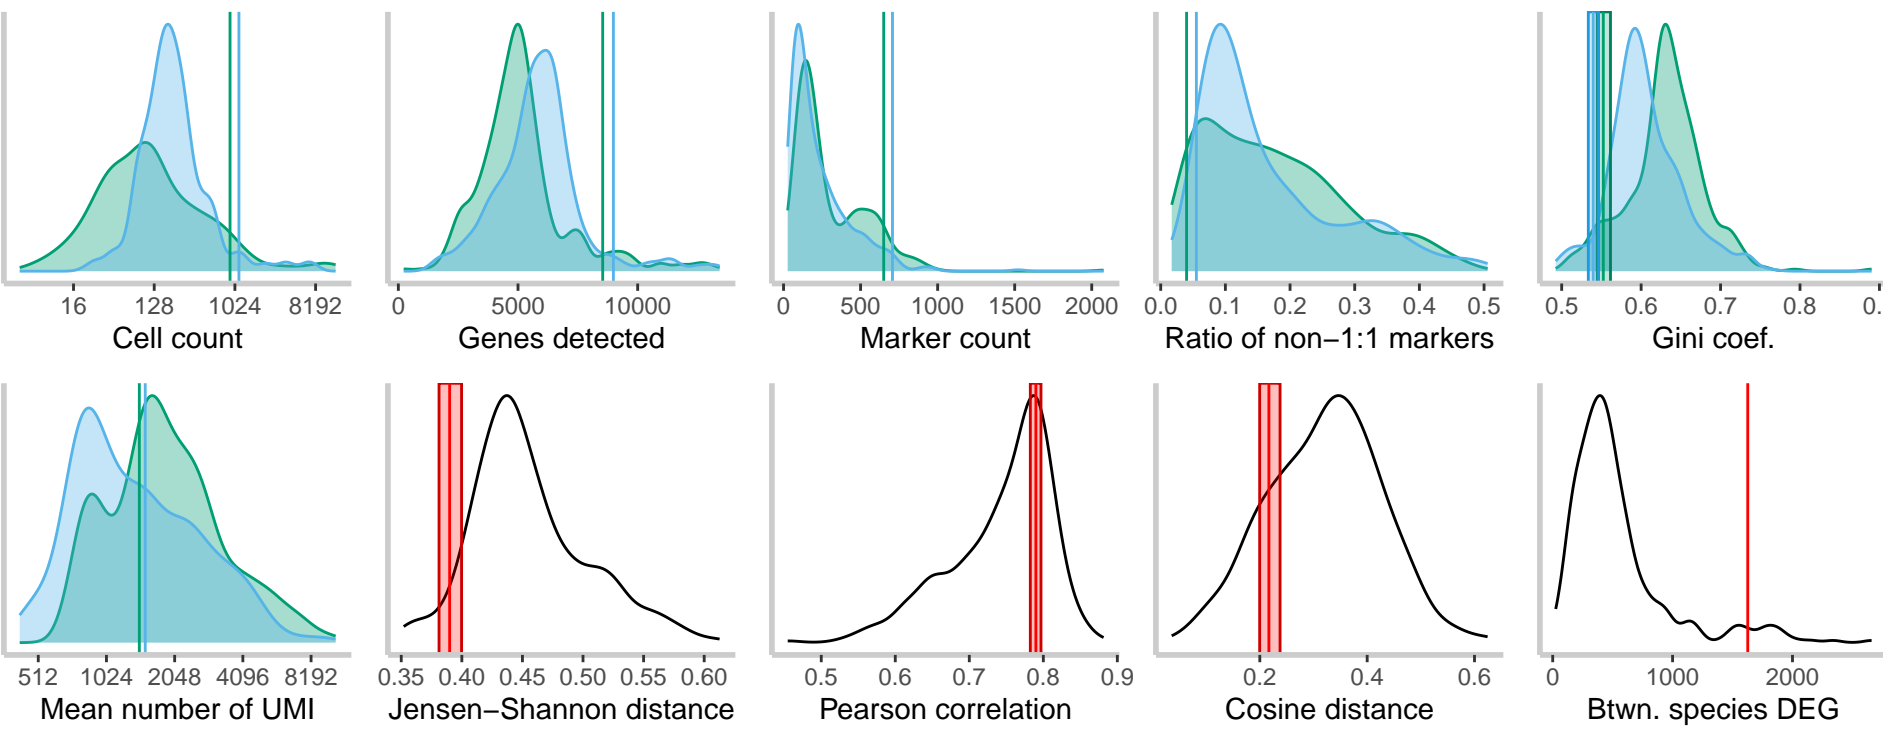 16 128 1024 8192
Cell count
0 5000 10000
Genes detected
0 500 1000 1500 2000
Marker count
0.0 0.1 0.2 0.3 0.4 0.5
Ratio of non−1:1 markers
0.5 0.6 0.7 0.8 0.
Gini coef.
512 1024 2048 4096 8192
Mean number of UMI
0.35 0.40 0.45 0.50 0.55 0.60
Jensen−Shannon distance
0.5 0.6 0.7 0.8 0.9
Pearson correlation
0.2 0.4 0.6
Cosine distance
0 1000 2000
Btwn. species DEG